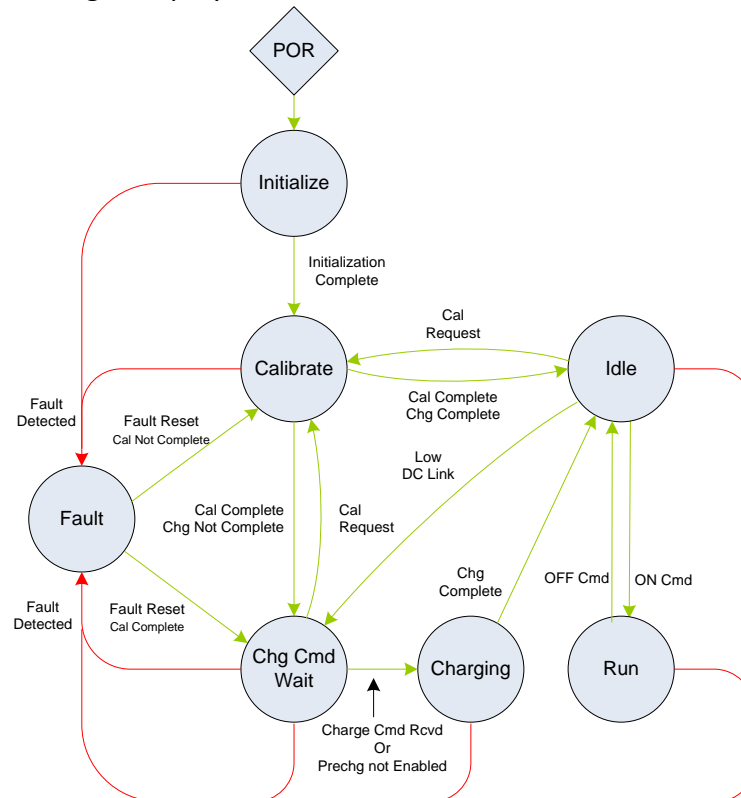 POR
Initialize
Initialization
Complete
Cal
Request
Calibrate
Idle
Cal Complete
Chg Complete
Fault
Detected
Fault Reset
Cal Not Complete
Low
DC Link
Fault
Cal Complete
Chg Not Complete
Cal
Request
Chg
Complete
OFF Cmd
ON Cmd
Fault
Detected
Fault Reset
Cal Complete
Chg Cmd
Wait
Charging
Run
Charge Cmd Rcvd
Or
Prechg not Enabled